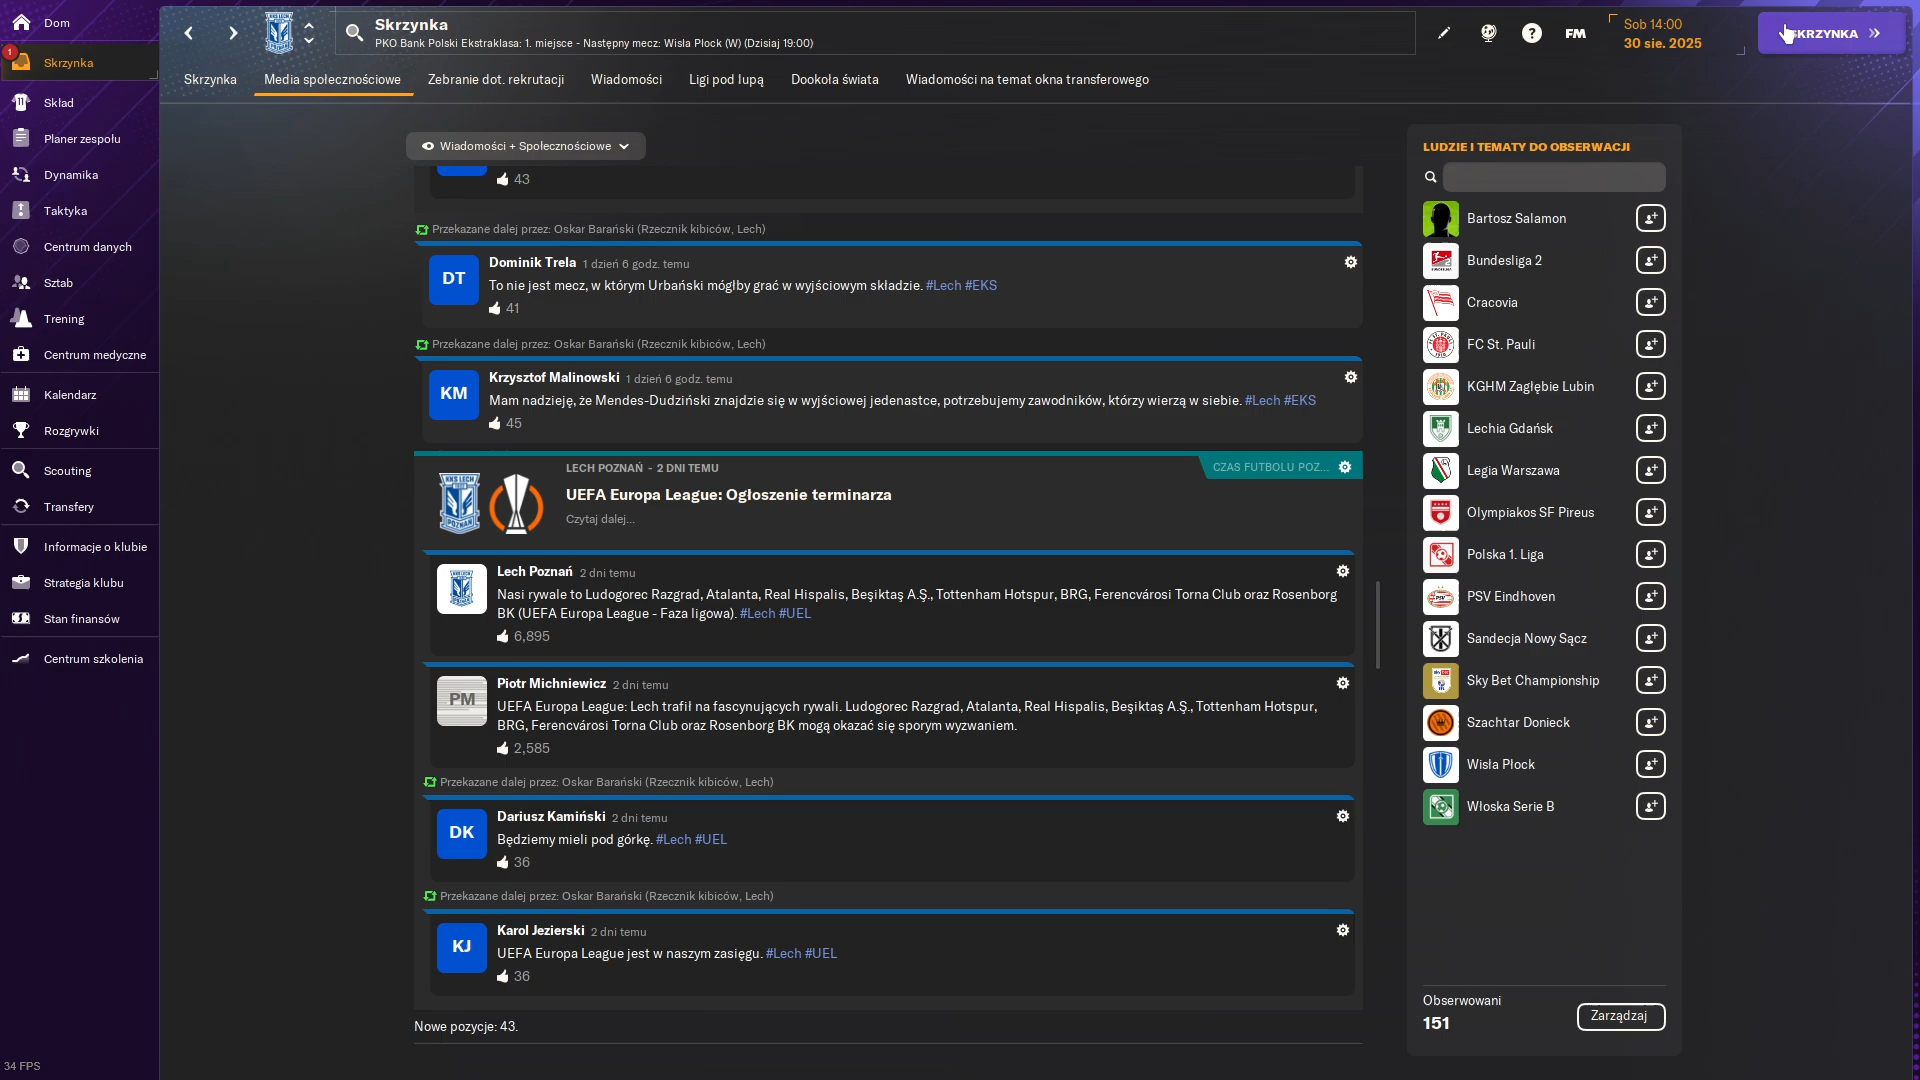 Dom
1
Skrzynka
Skład
Planer zespołu
Dynamika
Taktyka
Centrum danych
Sztab
Trening
Centrum medyczne
Kalendarz
Rozgrywki
Scouting
Transfery
Informacje o klubie
Strategia klubu
Stan finansów
Centrum szkolenia
34 FPS
Skrzynka
PKO Bank Polski Ekstraklasa: 1. miejsce - Następny mecz: Wisła Płock (W) (Dzisiaj 19:00)
FM
Sob 14:00
30 sie. 2025
SKRZYNKA
Skrzynka
Media społecznościowe
Zebranie dot. rekrutacji
Wiadomości
Ligi pod lupą
Dookoła świata
Wiadomości na temat okna transferowego
Wiadomości + Społecznościowe
43
Przekazane dalej przez: Oskar Barański (Rzecznik kibiców, Lech)
DT
Dominik Trela 1 dzień 6 godz. temu
To nie jest mecz, w którym Urbański mógłby grać w wyjściowym składzie. #Lech #EKS
41
Przekazane dalej przez: Oskar Barański (Rzecznik kibiców, Lech)
KM
Krzysztof Malinowski 1 dzień 6 godz. temu
Mam nadzieję, że Mendes-Dudziński znajdzie się w wyjściowej jedenastce, potrzebujemy zawodników, którzy wierzą w siebie. #Lech #EKS
45
LECH POZNAŃ - 2 DNI TEMU
CZAS FUTBOLU POZ...
UEFA Europa League: Ogłoszenie terminarza
Czytaj dalej...
Lech Poznań 2 dni temu
Nasi rywale to Ludogorec Razgrad, Atalanta, Real Hispalis, Beşiktaş A.Ş., Tottenham Hotspur, BRG, Ferencvárosi Torna Club oraz Rosenborg
BK (UEFA Europa League - Faza ligowa). #Lech #UEL
6,895
PM
Piotr Michniewicz 2 dni temu
UEFA Europa League: Lech trafił na fascynujących rywali. Ludogorec Razgrad, Atalanta, Real Hispalis, Beşiktaş A.Ş., Tottenham Hotspur,
BRG, Ferencvárosi Torna Club oraz Rosenborg BK mogą okazać się sporym wyzwaniem.
2,585
Przekazane dalej przez: Oskar Barański (Rzecznik kibiców, Lech)
DK
Dariusz Kamiński 2 dni temu
Będziemy mieli pod górkę. #Lech #UEL
36
Przekazane dalej przez: Oskar Barański (Rzecznik kibiców, Lech)
KJ
Karol Jezierski 2 dni temu
UEFA Europa League jest w naszym zasięgu. #Lech #UEL
36
Nowe pozycje: 43.
LUDZIE I TEMATY DO OBSERWACJI
Bartosz Salamon
Bundesliga 2
Cracovia
FC St. Pauli
KGHM Zagłębie Lubin
Lechia Gdańsk
Legia Warszawa
Olympiakos SF Pireus
Polska 1. Liga
PSV Eindhoven
Sandecja Nowy Sącz
Sky Bet Championship
Szachtar Donieck
Wisła Płock
Włoska Serie B
Obserwowani
151
Zarządzaj